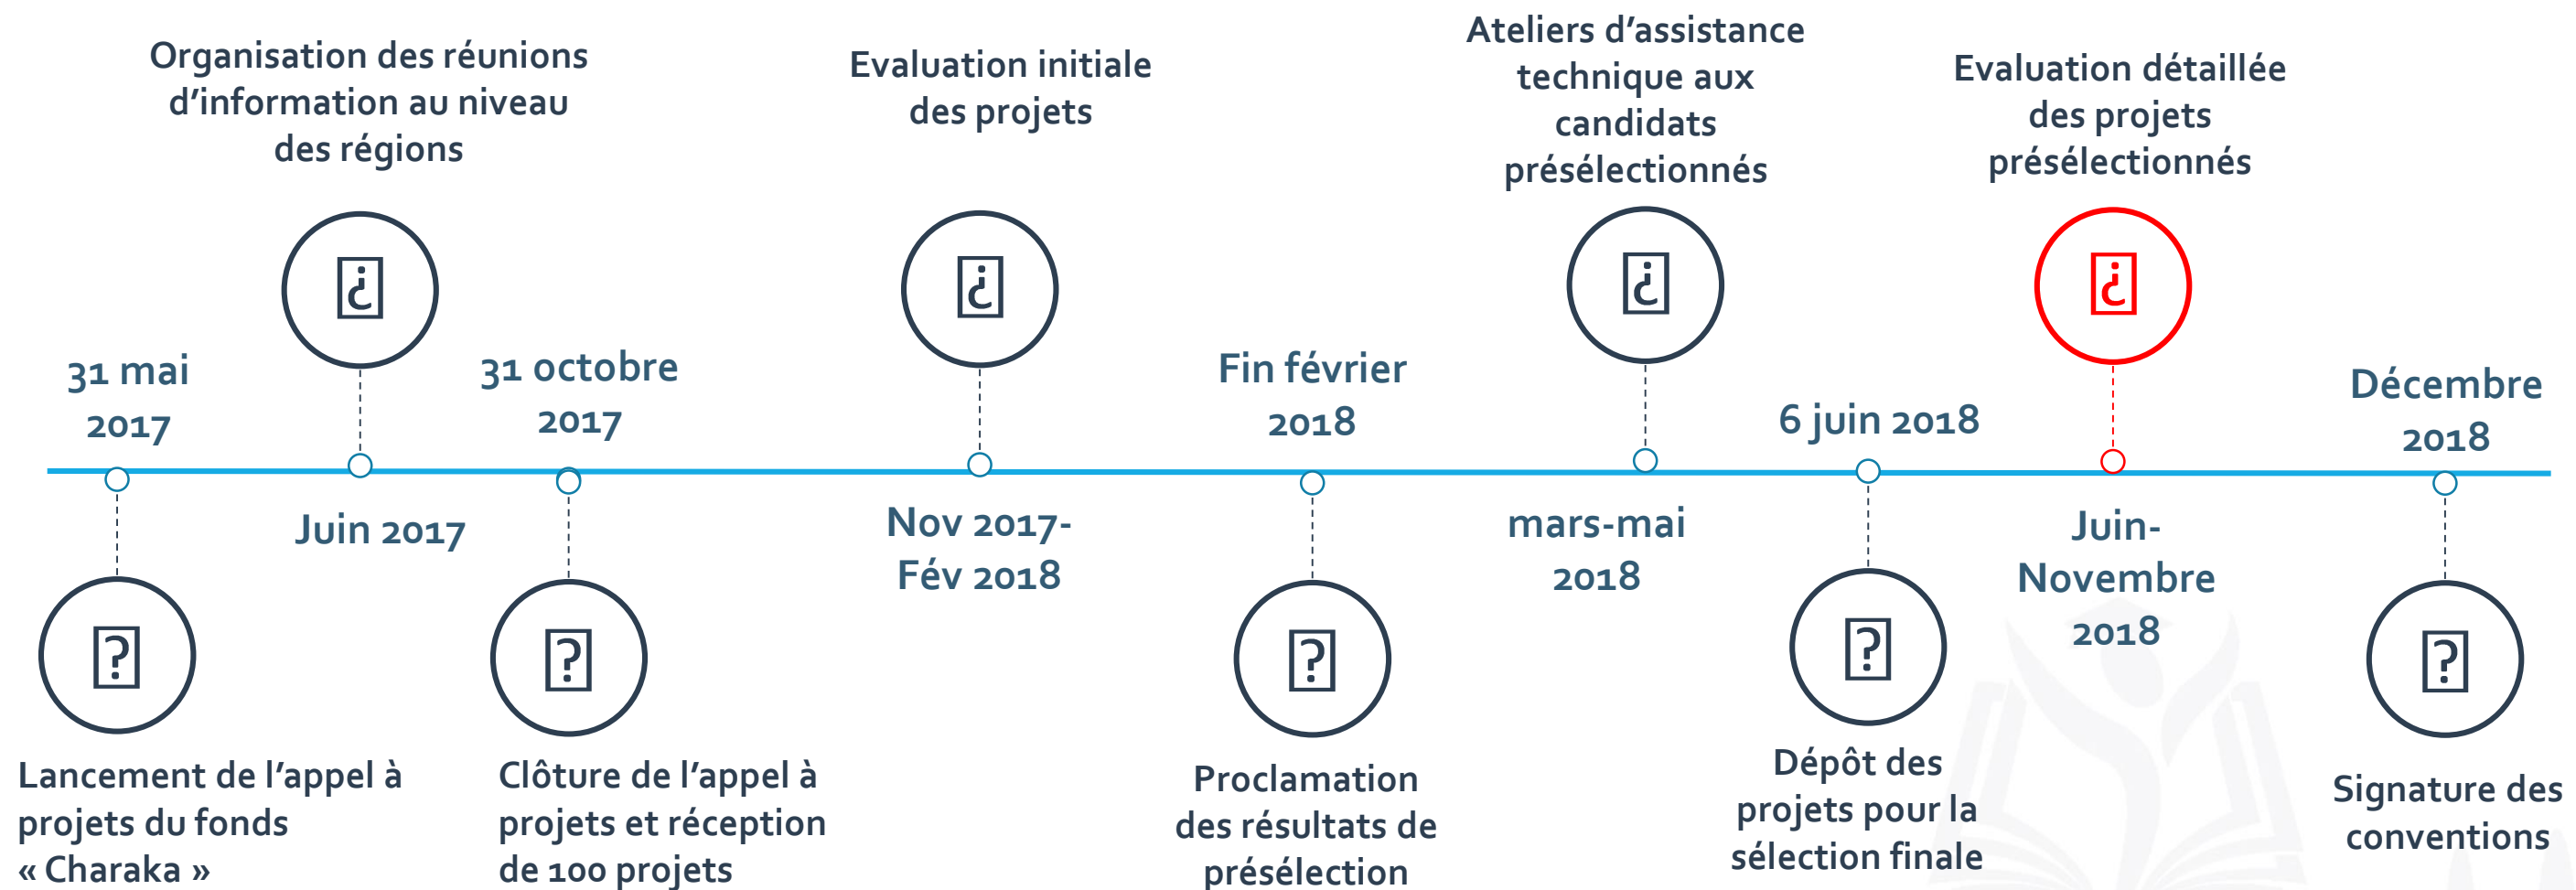 31 mai
2017
Lancement de l’appel à
projets du fonds
« Charaka »
Organisation des réunions
d’information au niveau
des régions
Juin 2017
31 octobre
2017
Clôture de l’appel à
projets et réception
de 100 projets
Evaluation initiale
des projets
Nov 2017-
Fév 2018
Fin février
2018
Proclamation
des résultats de
présélection
Ateliers d’assistance
technique aux
candidats
présélectionnés
mars-mai
2018
6 juin 2018
Dépôt des
projets pour la
sélection finale
Evaluation détaillée
des projets
présélectionnés
Juin-
Novembre
2018
Décembre
2018
Signature des
conventions